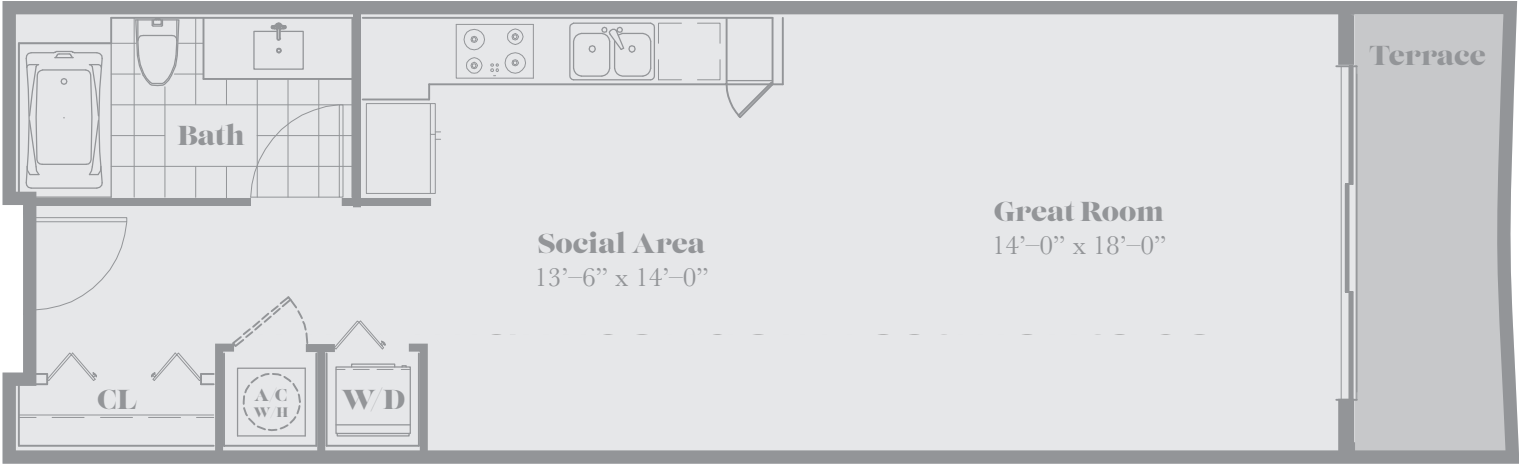 Terrace
Bath
Great Room
14’–0” x 18’–0”
Social Area
13’–6” x 14’–0”
CL
A/C
W/H
W/D